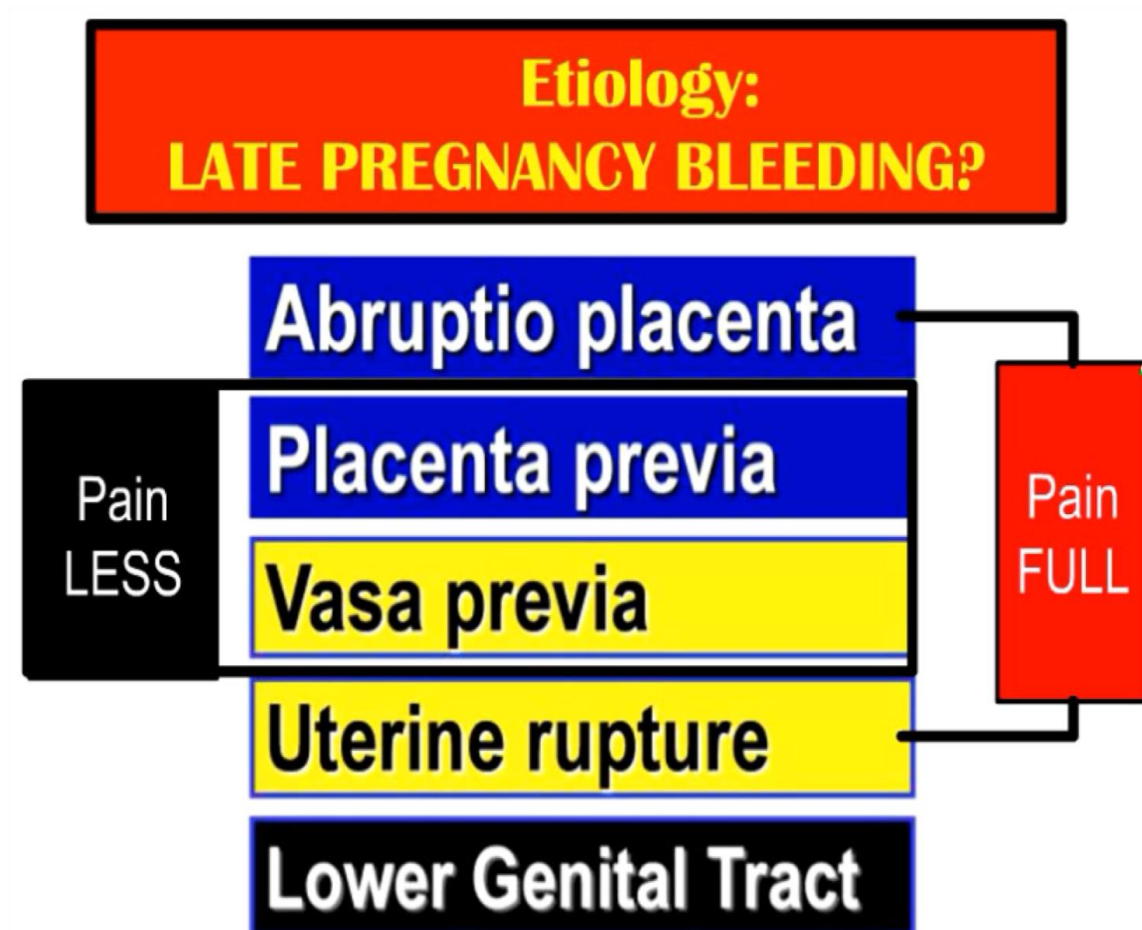 Etiology:
LATE PREGNANCY BLEEDING?
Abruptio placenta
Placenta previa
Vasa previa
Uterine rupture
Lower Genital Tract
Pain
LESS
Pain
FULL